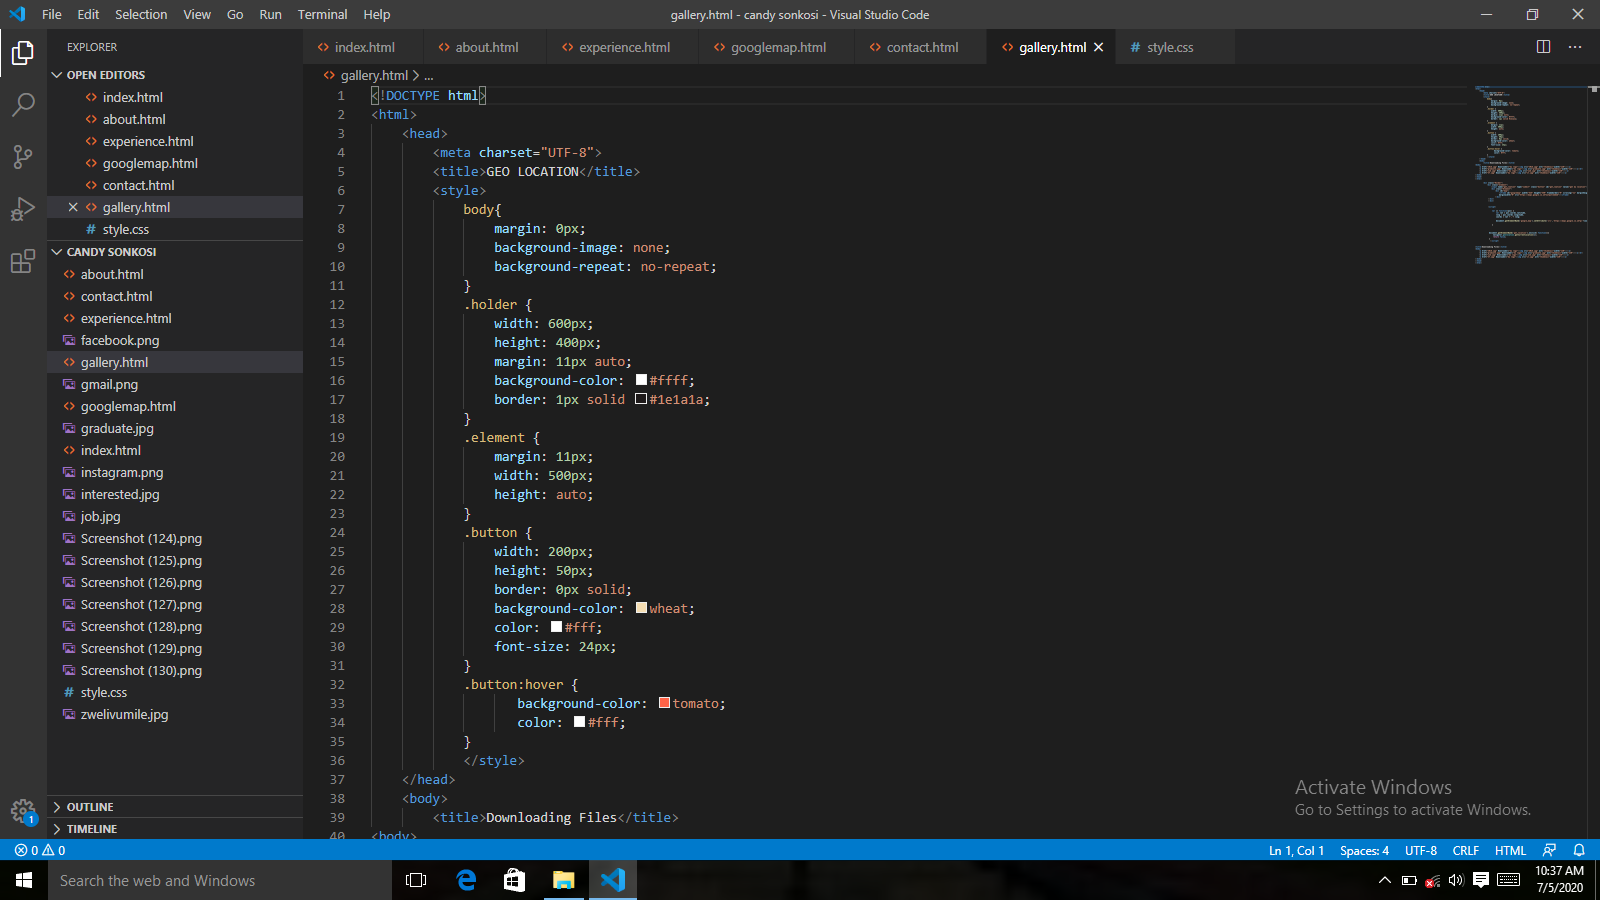 File Edit Selection View Go Run Terminal Help
gallery.html - candy sonkosi - Visual Studio Code
EXPLORER
OPEN EDITORS
index.html
about.html
experience.html
googlemap.html
contact.html
gallery.html
style.css
CANDY SONKOSI
about.html
contact.html
experience.html
facebook.png
gallery.html
gmail.png
googlemap.html
graduate.jpg
index.html
instagram.png
interested.jpg
job.jpg
Screenshot (124).png
Screenshot (125).png
Screenshot (126).png
Screenshot (127).png
Screenshot (128).png
Screenshot (129).png
Screenshot (130).png
style.css
zwelivumile.jpg
OUTLINE
TIMELINE
index.html about.html experience.html googlemap.html contact.html gallery.html style.css
gallery.html > ...
1 <!DOCTYPE html>
2 <html>
3 <head>
4 <meta charset="UTF-8">
5 <title>GEO LOCATION</title>
6 <style>
7 body{
8 margin: 0px;
9 background-image: none;
10 background-repeat: no-repeat;
11 }
12 .holder {
13 width: 600px;
14 height: 400px;
15 margin: 11px auto;
16 background-color: #ffff;
17 border: 1px solid #1e1a1a;
18 }
19 .element {
20 margin: 11px;
21 width: 500px;
22 height: auto;
23 }
24 .button {
25 width: 200px;
26 height: 50px;
27 border: 0px solid;
28 background-color: wheat;
29 color: #fff;
30 font-size: 24px;
31 }
32 .button:hover {
33 background-color: tomato;
34 color: #fff;
35 }
36 </style>
37 </head>
38 <body>
39 <title>Downloading Files</title>
40 <body>
Activate Windows
Go to Settings to activate Windows.
1
0 0
Ln 1, Col 1 Spaces: 4 UTF-8 CRLF HTML
Search the web and Windows
10:37 AM
7/5/2020